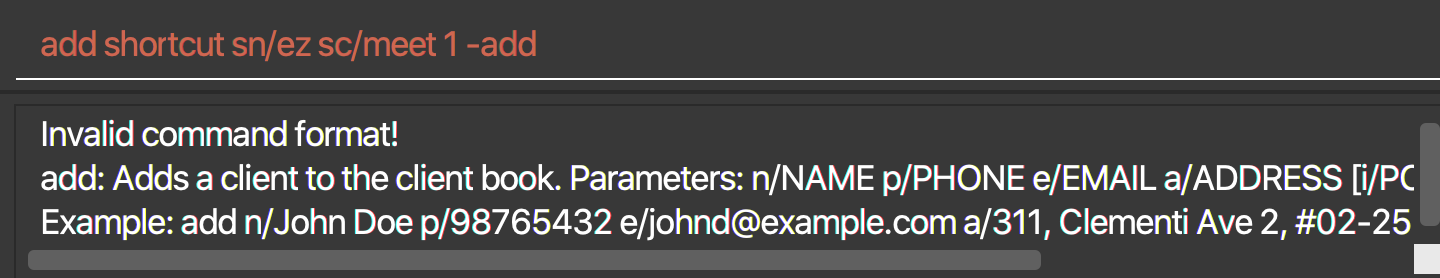 add shortcut sn/ez sc/meet 1 -add
Invalid command format!
add: Adds a client to the client book. Parameters: n/NAME p/PHONE e/EMAIL a/ADDRESS [i/PO
Example: add n/John Doe p/98765432 e/johnd@example.com a/311, Clementi Ave 2, #02-25